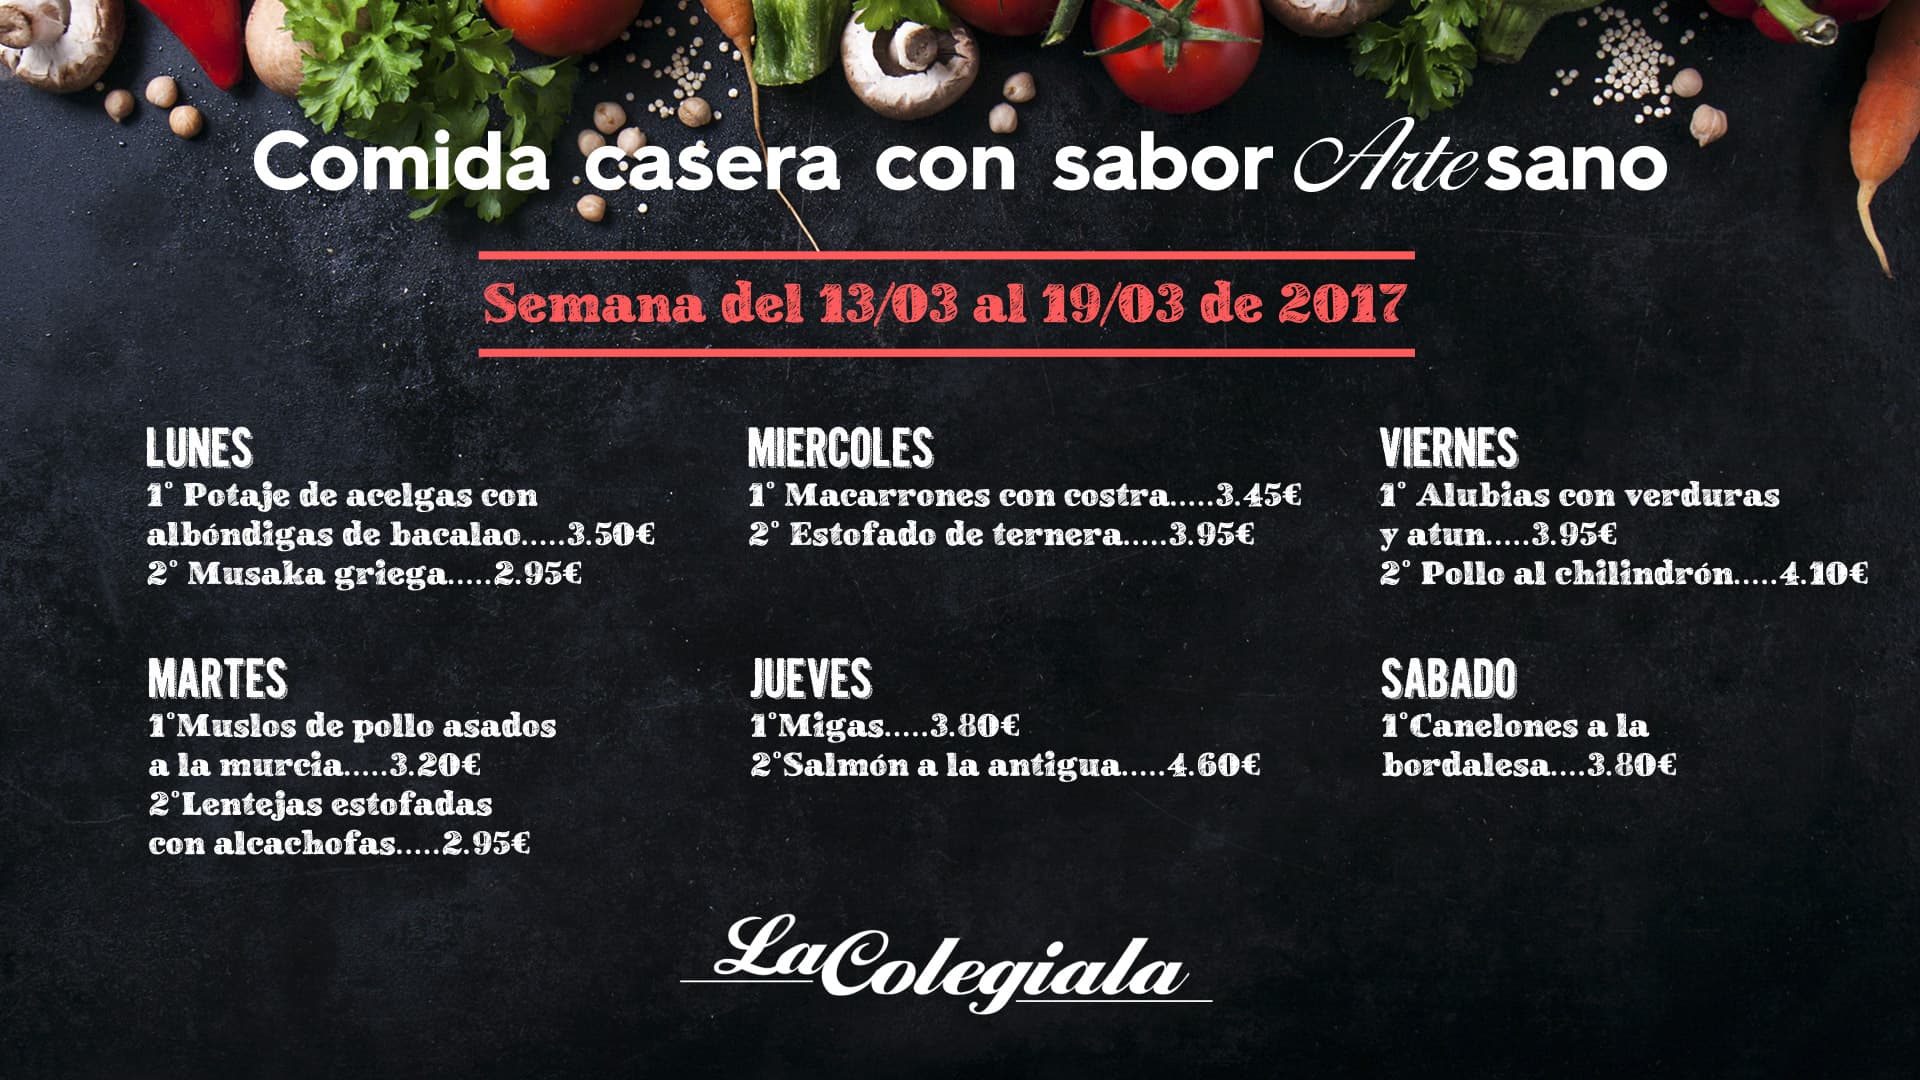 Comida casera con sabor Artesano
Semana del 13/03 al 19/03 de 2017
LUNES
1° Potaje de acelgas con
albóndigas de bacalao.....3.50€
2° Musaka griega.....2.95€
MARTES
1°Muslos de pollo asados
a la murcia.....3.20€
2°Lentejas estofadas
con alcachofas.....2.95€
MIERCOLES
1° Macarrones con costra.....3.45€
2° Estofado de ternera.....3.95€
JUEVES
1°Migas.....3.80€
2°Salmón a la antigua.....4.60€
VIERNES
1° Alubias con verduras
y atun.....3.95€
2° Pollo al chilindrón.....4.10€
SABADO
1°Canelones a la
bordalesa....3.80€
La Colegiala